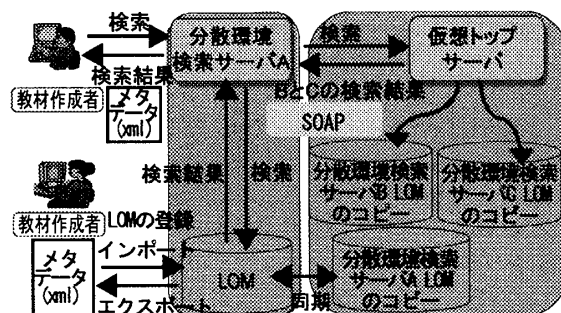 検索
分散環境
検索サーバA
検索
仮想トップ
サーバ
検索結果
BとCの検索結果
教材作成者
メタ
データ
(xml)
SOAP
検索結果
検索
分散環境検索
サーバB LOM
のコピー
分散環境検索
サーバC LOM
のコピー
教材作成者
LOMの登録
インポート
メタ
データ
(xml)
エクスポート
LOM
同期
分散環境検索
サーバA LOM
のコピー